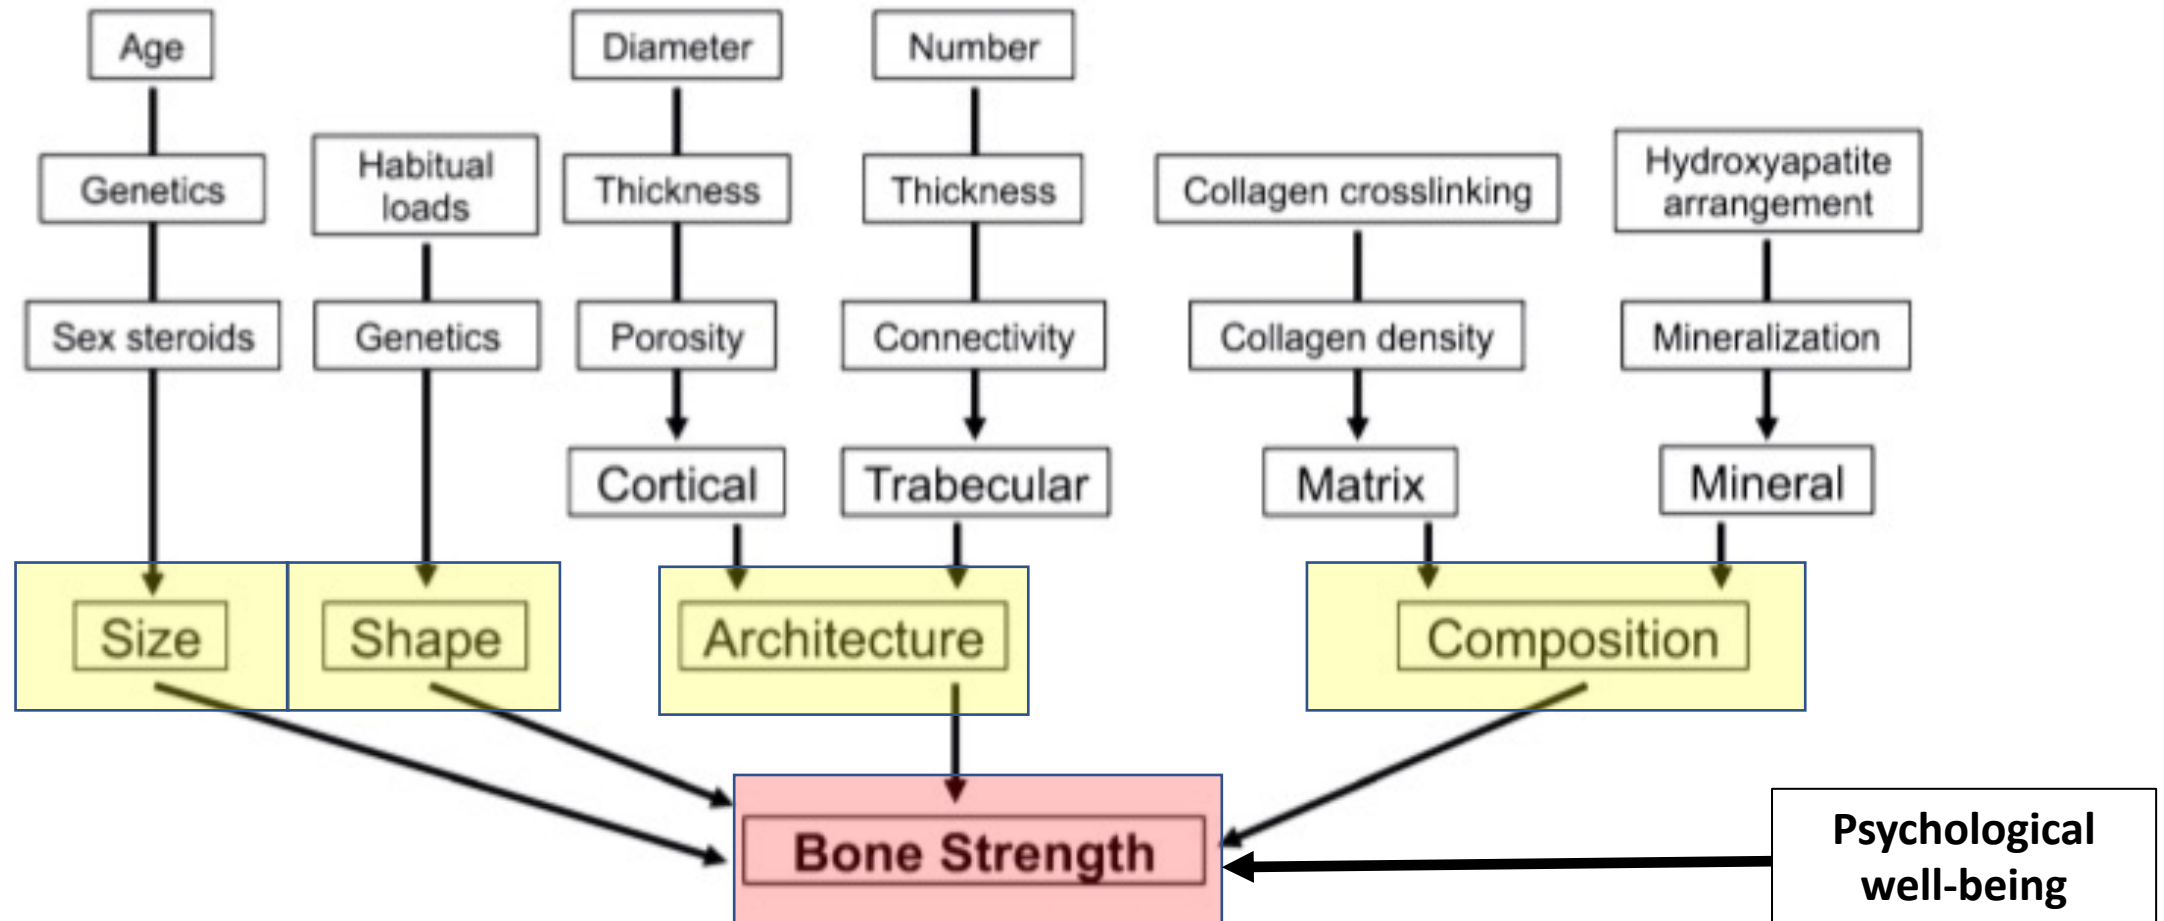 Age
Diameter
Number
Genetics
Habitual
loads
Thickness
Thickness
Collagen crosslinking
Hydroxyapatite
arrangement
Sex steroids
Genetics
Porosity
Connectivity
Collagen density
Mineralization
Cortical
Trabecular
Matrix
Mineral
Size
Shape
Architecture
Composition
Bone Strength
Psychological
well-being